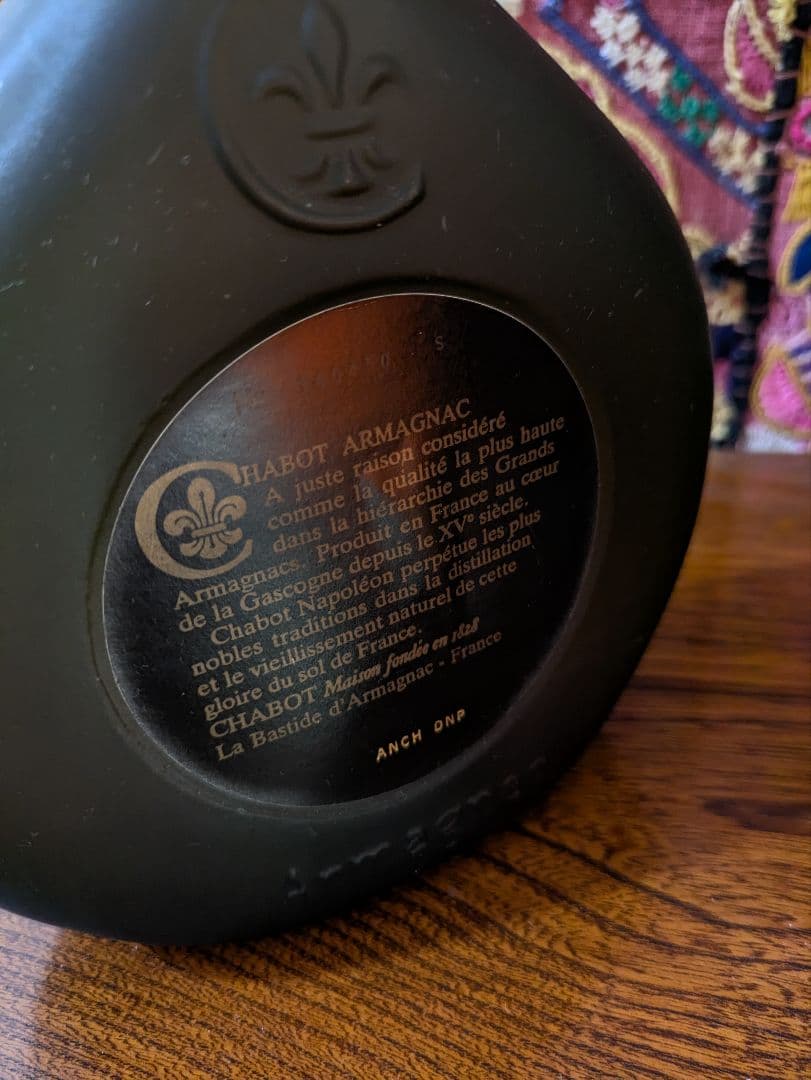 CHABOT ARMAGNAC
A juste raison considéré
comme la qualité la plus haute
dans la hiérarchie des Grands
Armagnacs. Produit en France au cœur
de la Gascogne depuis le XVe siècle.
Chabot Napoléon perpétue les plus
nobles traditions dans la distillation
et le vieillissement naturel de cette
gloire du sol de France.
CHABOT Maison fondée en 1828
La Bastide d'Armagnac - France
ANCH DNP